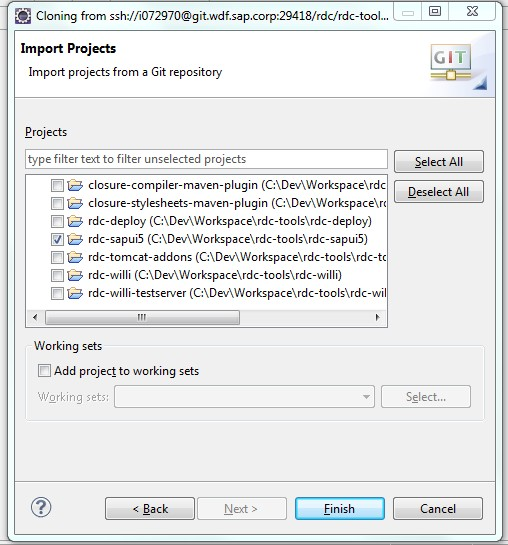 Cloning from ssh://i072970@git.wdf.sap.corp:29418/rdc/rdc-tool...
Import Projects
Import projects from a Git repository
GIT
Projects
type filter text to filter unselected projects
Select All
Deselect All
closure-compiler-maven-plugin (C:\Dev\Workspace\rdc
closure-stylesheets-maven-plugin (C:\Dev\Workspace\
rdc-deploy (C:\Dev\Workspace\rdc-tools\rdc-deploy)
rdc-sapui5 (C:\Dev\Workspace\rdc-tools\rdc-sapui5)
rdc-tomcat-addons (C:\Dev\Workspace\rdc-tools\rdc-to
rdc-willi (C:\Dev\Workspace\rdc-tools\rdc-willi)
rdc-willi-testserver (C:\Dev\Workspace\rdc-tools\rdc-wil
Working sets
Add project to working sets
Working sets:
Select...
?
< Back
Next >
Finish
Cancel